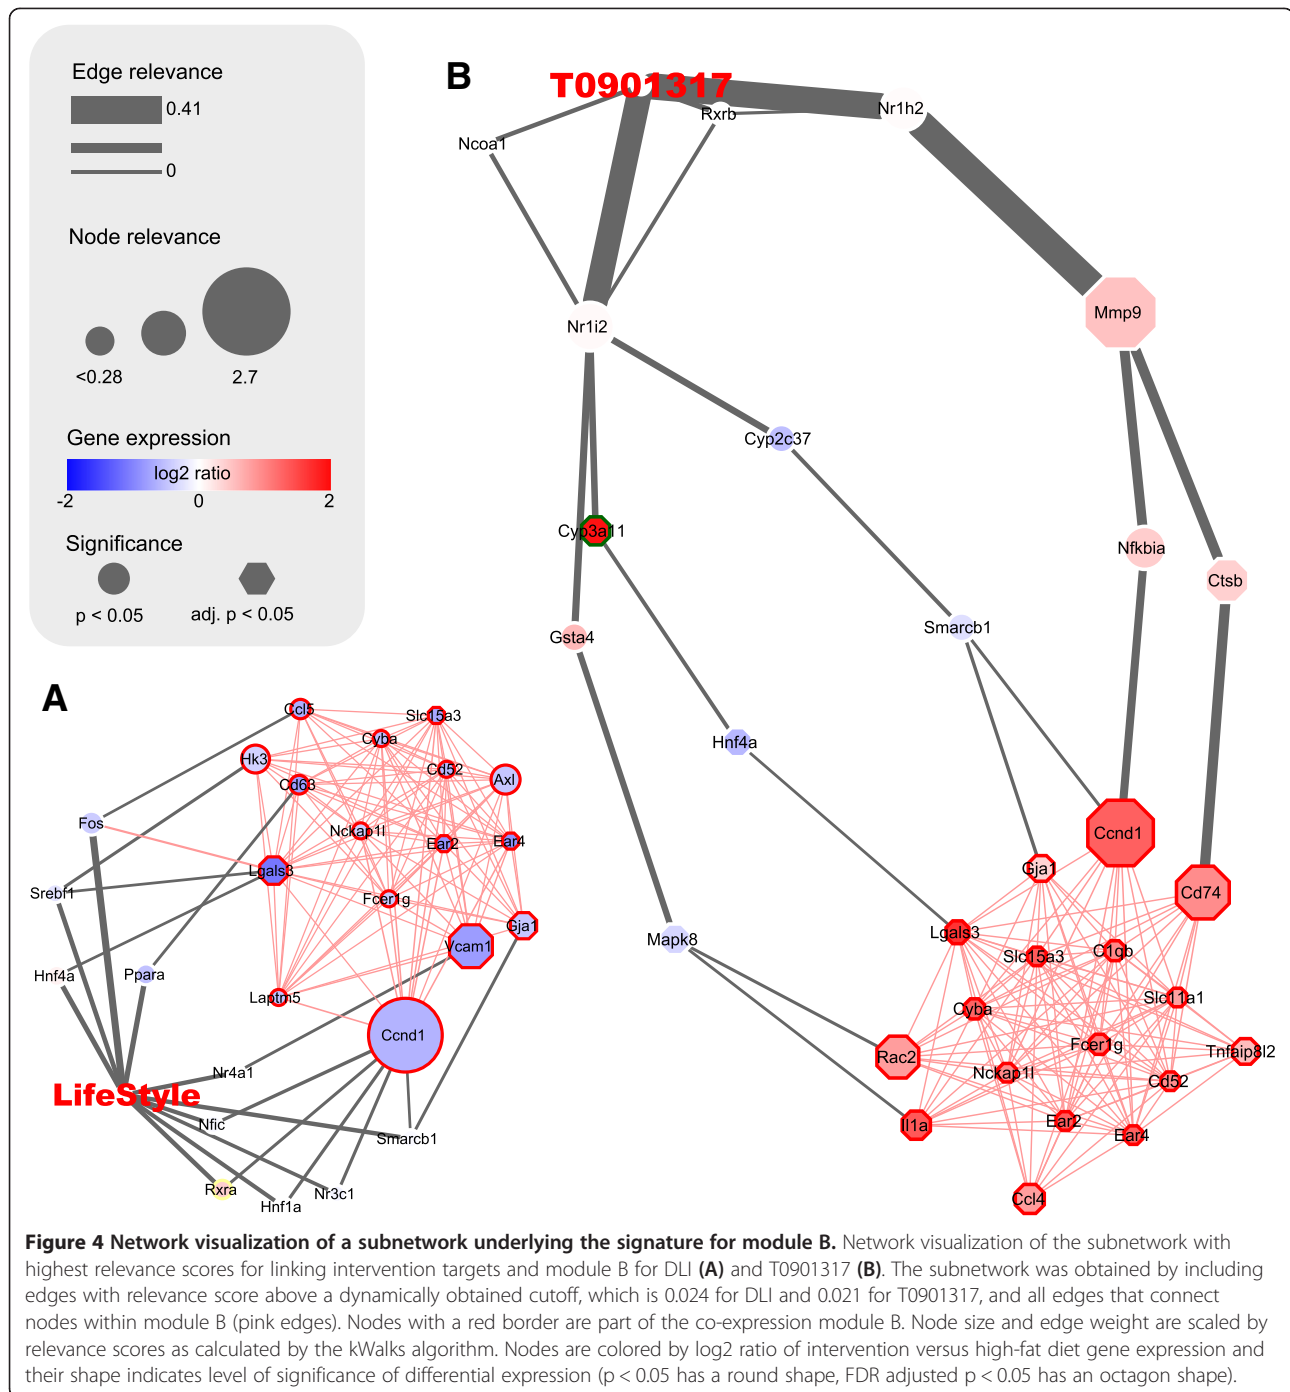 Edge relevance
0.41
0
Node relevance
<0.28
2.7
Gene expression
log2 ratio
-2
0
2
Significance
p < 0.05
adj. p < 0.05
B
T0901317
Rxrb
Nr1h2
Ncoa1
Nr1i2
Mmp9
Cyp2c37
Cyp3a11
Nfkbia
Ctsb
Gsta4
Smarcb1
Hnf4a
Ccnd1
Gja1
Cd74
Mapk8
Lgals3
Slc15a3
C1qb
Slc11a1
Cyba
Fcer1g
Tnfaip8l2
Rac2
Nckap1l
Cd52
Il1a
Ear2
Ear4
Ccl4
A
Ccl5
Slc15a3
Cyba
Hk3
Cd52
Cd63
Axl
Fos
Nckap1l
Ear2
Ear4
Lgals3
Srebf1
Fcer1g
Gja1
Vcam1
Hnf4a
Ppara
Laptm5
Ccnd1
Nr4a1
LifeStyle
Nfic
Smarcb1
Rxra
Nr3c1
Hnf1a
Figure 4 Network visualization of a subnetwork underlying the signature for module B. Network visualization of the subnetwork with
highest relevance scores for linking intervention targets and module B for DLI (A) and T0901317 (B). The subnetwork was obtained by including
edges with relevance score above a dynamically obtained cutoff, which is 0.024 for DLI and 0.021 for T0901317, and all edges that connect
nodes within module B (pink edges). Nodes with a red border are part of the co-expression module B. Node size and edge weight are scaled by
relevance scores as calculated by the kWalks algorithm. Nodes are colored by log2 ratio of intervention versus high-fat diet gene expression and
their shape indicates level of significance of differential expression (p < 0.05 has a round shape, FDR adjusted p < 0.05 has an octagon shape).